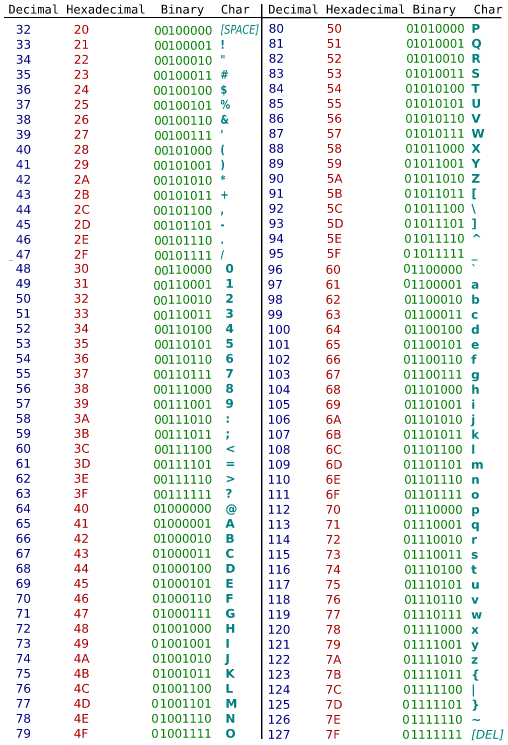 Decimal Hexadecimal Binary Char Decimal Hexadecimal Binary Char
32 20 00100000 [SPACE] 80 50 01010000 P
33 21 00100001 ! 81 51 01010001 Q
34 22 00100010 " 82 52 01010010 R
35 23 00100011 # 83 53 01010011 S
36 24 00100100 $ 84 54 01010100 T
37 25 00100101 % 85 55 01010101 U
38 26 00100110 & 86 56 01010110 V
39 27 00100111 ' 87 57 01010111 W
40 28 00101000 ( 88 58 01011000 X
41 29 00101001 ) 89 59 01011001 Y
42 2A 00101010 * 90 5A 01011010 Z
43 2B 00101011 + 91 5B 01011011 [
44 2C 00101100 , 92 5C 01011100 \
45 2D 00101101 - 93 5D 01011101 ]
46 2E 00101110 . 94 5E 01011110 ^
47 2F 00101111 / 95 5F 01011111 _
48 30 00110000 0 96 60 01100000 `
49 31 00110001 1 97 61 01100001 a
50 32 00110010 2 98 62 01100010 b
51 33 00110011 3 99 63 01100011 c
52 34 00110100 4 100 64 01100100 d
53 35 00110101 5 101 65 01100101 e
54 36 00110110 6 102 66 01100110 f
55 37 00110111 7 103 67 01100111 g
56 38 00111000 8 104 68 01101000 h
57 39 00111001 9 105 69 01101001 i
58 3A 00111010 : 106 6A 01101010 j
59 3B 00111011 ; 107 6B 01101011 k
60 3C 00111100 < 108 6C 01101100 l
61 3D 00111101 = 109 6D 01101101 m
62 3E 00111110 > 110 6E 01101110 n
63 3F 00111111 ? 111 6F 01101111 o
64 40 01000000 @ 112 70 01110000 p
65 41 01000001 A 113 71 01110001 q
66 42 01000010 B 114 72 01110010 r
67 43 01000011 C 115 73 01110011 s
68 44 01000100 D 116 74 01110100 t
69 45 01000101 E 117 75 01110101 u
70 46 01000110 F 118 76 01110110 v
71 47 01000111 G 119 77 01110111 w
72 48 01001000 H 120 78 01111000 x
73 49 01001001 I 121 79 01111001 y
74 4A 01001010 J 122 7A 01111010 z
75 4B 01001011 K 123 7B 01111011 {
76 4C 01001100 L 124 7C 01111100 |
77 4D 01001101 M 125 7D 01111101 }
78 4E 01001110 N 126 7E 01111110 ~
79 4F 01001111 O 127 7F 01111111 [DEL]